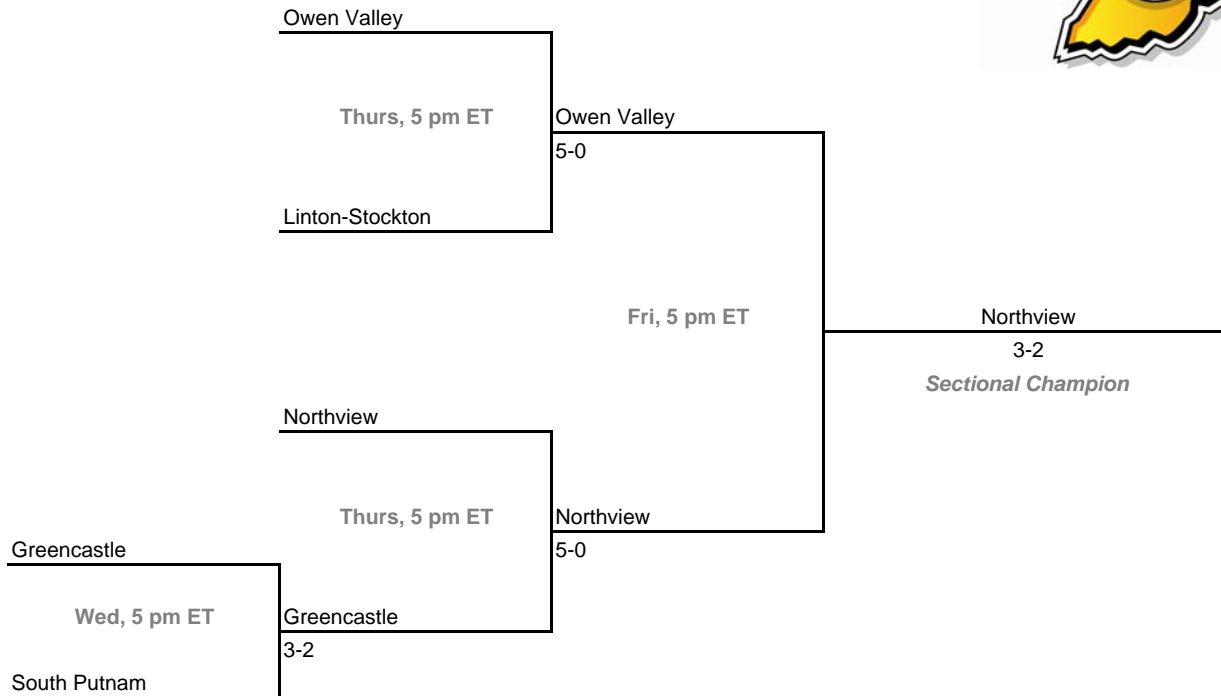 Owen Valley
Thurs, 5 pm ET
Owen Valley
5-0
Linton-Stockton
Fri, 5 pm ET
Northview
3-2
Sectional Champion
Northview
Thurs, 5 pm ET
Northview
Greencastle
5-0
Wed, 5 pm ET
Greencastle
3-2
South Putnam